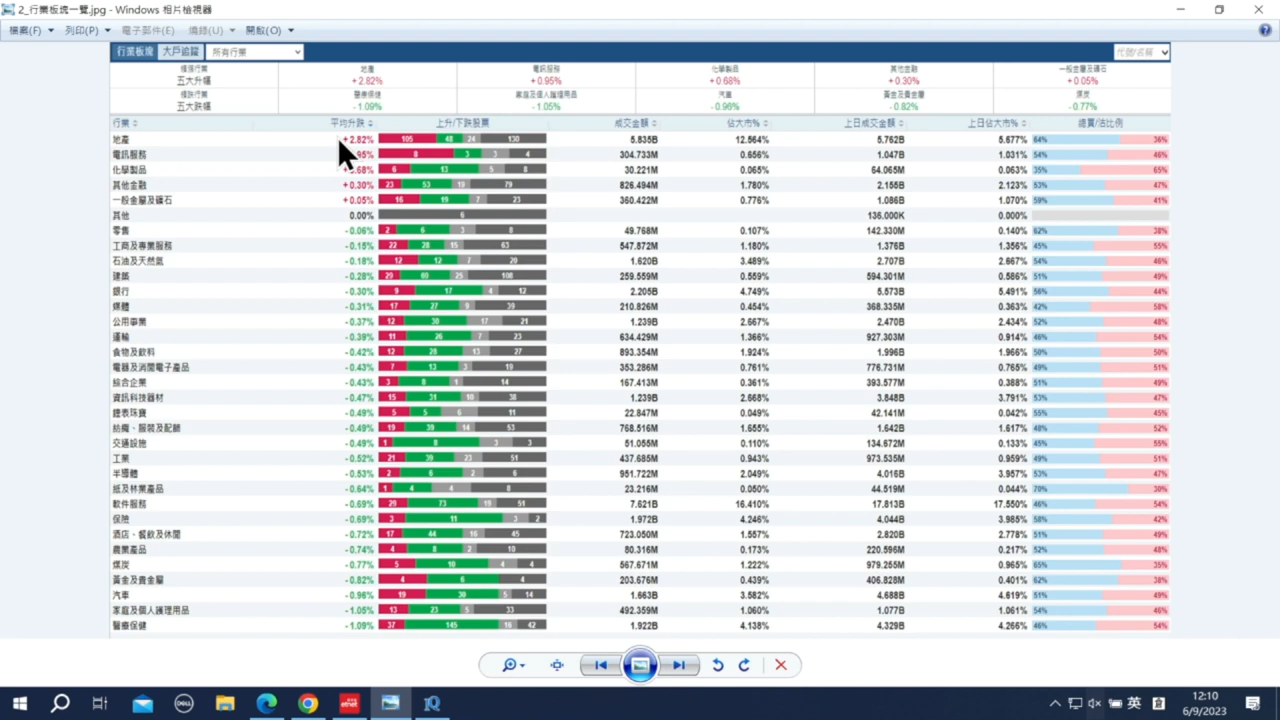 2_行業板塊一覽.jpg - Windows 相片檢視器
檔案(F) 列印(P) 電子郵件(E) 燒錄(U) 開啟(O)
行業板塊 大戶追蹤 所有行業 代號/名稱
標准行業 地產 電訊服務 化學製品 其他金融 一般金屬及礦石
五大升幅 +2.82% +0.95% +0.68% +0.30% +0.05%
醫療保健 家庭及個人護理用品 汽車 黃金及貴金屬 煤炭
五大跌幅 -1.09% -1.05% -0.96% -0.82% -0.77%
行業 平均升跌 上升/下跌股票 成交金額 佔大市% 上日成交金額 上日佔大市% 總買/沽比例
地產 +2.82% 105 48 24 130 5.835B 12.564% 5.762B 5.677% 64% 36%
電訊服務 8 3 3 4 304.733M 0.656% 1.047B 1.031% 54% 46%
化學製品 6 13 5 8 30.221M 0.065% 64.065M 0.063% 35% 65%
其他金融 +0.30% 23 53 19 79 826.494M 1.780% 2.155B 2.123% 53% 47%
一般金屬及礦石 +0.05% 16 19 7 23 360.422M 0.776% 1.086B 1.070% 59% 41%
其他 0.00% 6 136.000K 0.000%
零售 -0.06% 2 6 3 8 49.768M 0.107% 142.330M 0.140% 62% 38%
工商及專業服務 -0.15% 22 28 15 63 547.872M 1.180% 1.376B 1.356% 45% 55%
石油及天然氣 -0.18% 12 12 7 20 1.620B 3.489% 2.707B 2.667% 54% 46%
建築 -0.28% 29 60 25 108 259.559M 0.559% 594.301M 0.586% 51% 49%
銀行 -0.30% 9 17 4 12 2.205B 4.749% 5.573B 5.491% 56% 44%
媒體 -0.31% 17 27 9 39 210.826M 0.454% 368.335M 0.363% 42% 58%
公用事業 -0.37% 12 30 17 21 1.239B 2.667% 2.470B 2.434% 52% 48%
運輸 -0.39% 11 26 7 23 634.429M 1.366% 927.303M 0.914% 46% 54%
食物及飲料 -0.42% 12 28 13 27 893.354M 1.924% 1.996B 1.966% 50% 50%
電器及消閒電子產品 -0.43% 7 13 3 19 353.286M 0.761% 776.731M 0.765% 49% 51%
綜合企業 -0.43% 3 8 1 14 167.413M 0.361% 393.577M 0.388% 51% 49%
資訊科技器材 -0.47% 15 31 10 38 1.239B 2.668% 3.848B 3.791% 53% 47%
鐘表珠寶 -0.49% 5 5 6 11 22.847M 0.049% 42.141M 0.042% 55% 45%
紡織、服裝及配飾 -0.49% 19 39 14 53 768.516M 1.655% 1.642B 1.617% 48% 52%
交通設施 -0.49% 1 8 3 3 51.055M 0.110% 134.672M 0.133% 45% 55%
工業 -0.52% 21 39 23 51 437.685M 0.943% 973.535M 0.959% 49% 51%
半導體 -0.53% 2 6 2 6 951.722M 2.049% 4.016B 3.957% 53% 47%
紙及林業產品 -0.64% 1 4 4 8 23.216M 0.050% 44.519M 0.044% 70% 30%
軟件服務 -0.69% 29 73 19 51 7.621B 16.410% 17.813B 17.550% 46% 54%
保險 -0.69% 3 11 3 2 1.972B 4.246% 4.044B 3.985% 58% 42%
酒店、餐飲及休閒 -0.72% 17 44 16 45 723.050M 1.557% 2.820B 2.778% 51% 49%
農業產品 -0.74% 4 8 2 10 80.316M 0.173% 220.596M 0.217% 52% 48%
煤炭 -0.77% 5 10 4 4 567.671M 1.222% 979.255M 0.965% 65% 35%
黃金及貴金屬 -0.82% 4 6 4 203.676M 0.439% 406.828M 0.401% 62% 38%
汽車 -0.96% 19 39 5 14 1.663B 3.582% 4.688B 4.619% 51% 49%
家庭及個人護理用品 -1.05% 13 23 5 33 492.359M 1.060% 1.077B 1.061% 54% 46%
醫療保健 -1.09% 37 145 16 42 1.922B 4.138% 4.329B 4.266% 46% 54%
DELL etnet IQ 英 12:10
6/9/2023